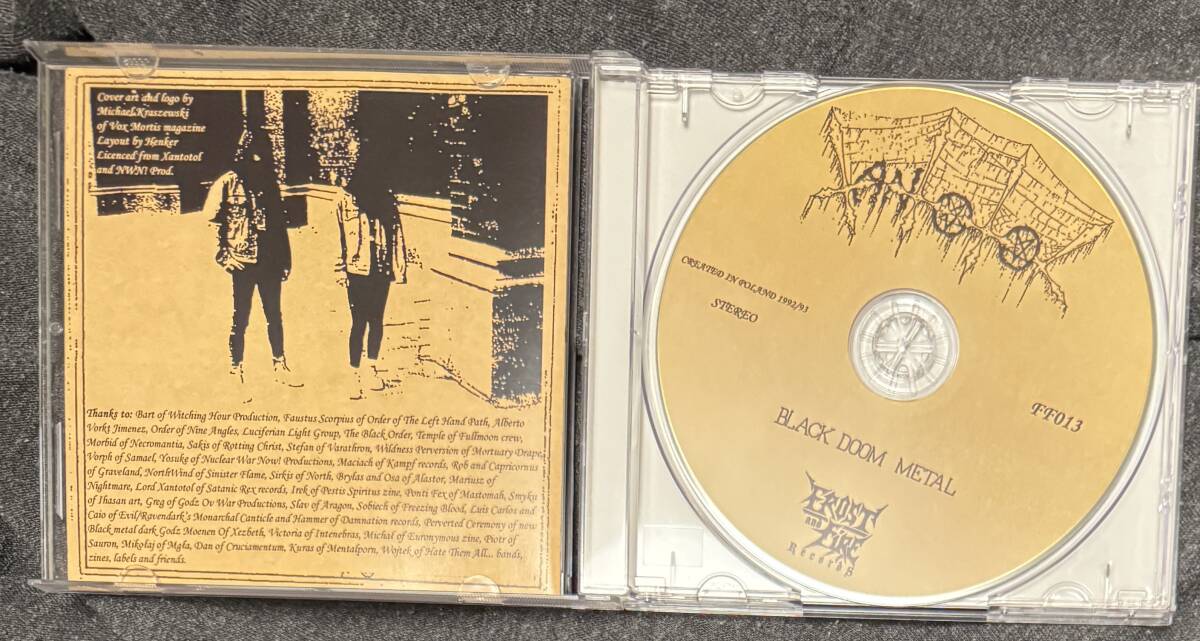 Cover art and logo by
Michael Kraszewski
of Vox Mortis magazine
Layout by Henker
Licenced from Xantotol
and NWN! Prod.
Thanks to: Bart of Witching Hour Production, Faustus Scorpius of Order of The Left Hand Path, Alberto
Vorkt Jimenez, Order of Nine Angles, Luciferian Light Group, The Black Order, Temple of Fullmoon crew,
Morbid of Necromantia, Sakis of Rotting Christ, Stefan of Varathron, Wildness Perversion of Mortuary Drape,
Vorph of Samael, Yosuke of Nuclear War Now! Productions, Maciach of Kampf records, Rob and Capricornus
of Graveland, NorthWind of Sinister Flame, Sirkis of North, Brylas and Osa of Alastor, Mariusz of
Nightmare, Lord Xantotol of Satanic Rex records, Irek of Pestis Spiritus zine, Ponti Fex of Mastomah, Smyku
of Ihasan art, Greg of Godz Ov War Productions, Slav of Aragon, Sobiech of Freezing Blood, Luis Carlos and
Caio of Evil/Ravendark's Monarchal Canticle and Hammer of Damnation records, Perverted Ceremony of new
Black metal dark Godz Moenen Of Xezbeth, Victoria of Intenebras, Michał of Euronymous zine, Piotr of
Sauron, Mikołaj of Mgła, Dan of Cruciamentum, Kuras of Mentalporn, Wojtek of Hate Them All... bands,
zines, labels and friends.
CREATED IN POLAND 1992/93
STEREO
FF013
BLACK DOOM METAL
FROST
and
FIRE
Records